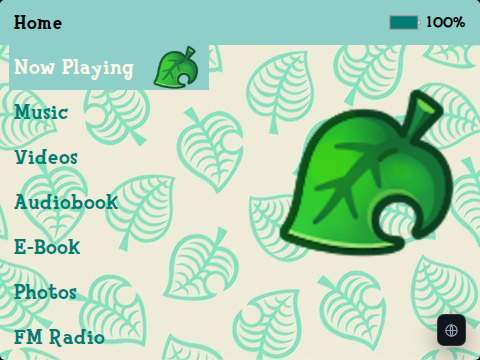 Home
100%
Now Playing
Music
Videos
Audiobook
E-Book
Photos
FM Radio